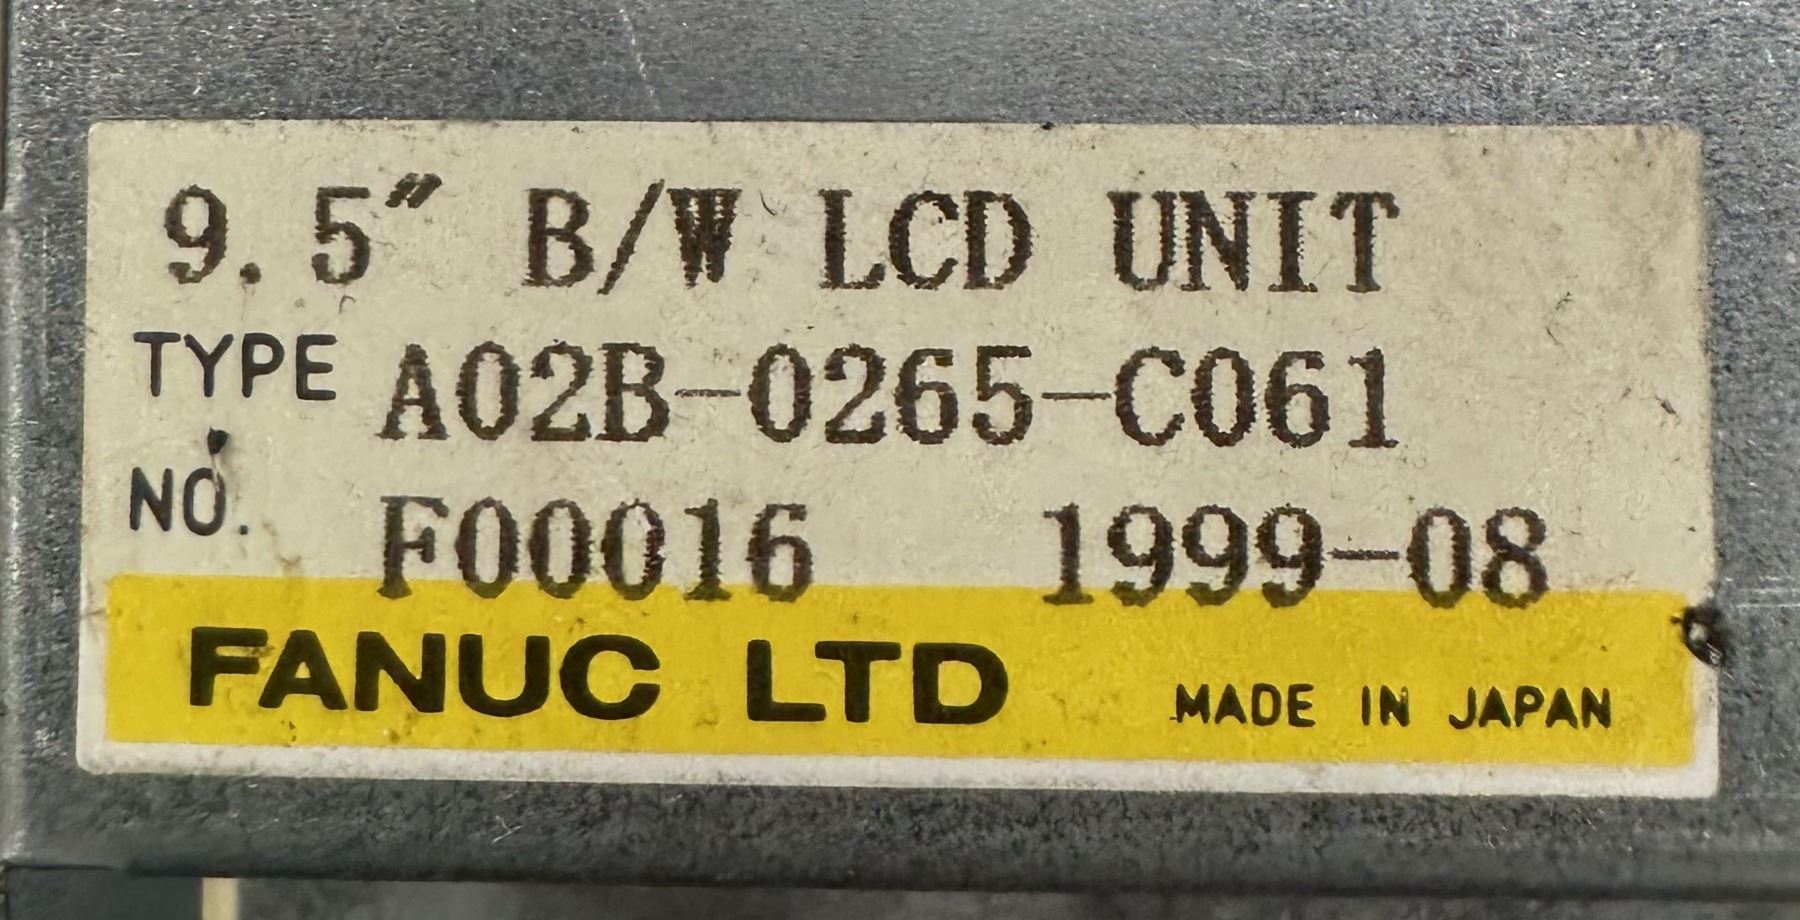 9.5" B/W LCD UNIT
TYPE A02B-0265-C061
NO. F00016 1999-08
FANUC LTD MADE IN JAPAN